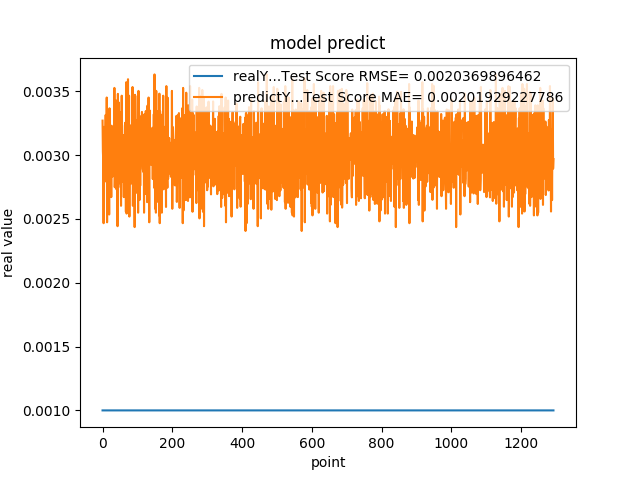 model predict
realY...Test Score RMSE= 0.0020369896462
predictY...Test Score MAE= 0.00201929227786
real value
0.0035
0.0030
0.0025
0.0020
0.0015
0.0010
0 200 400 600 800 1000 1200
point